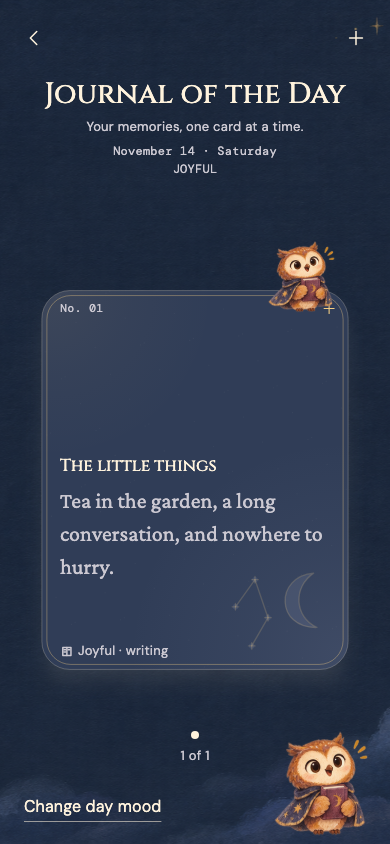 Journal of the Day
Your memories, one card at a time.
November 14 · Saturday
JOYFUL
No. 01
The little things
Tea in the garden, a long
conversation, and nowhere to
hurry.
Joyful · writing
1 of 1
Change day mood